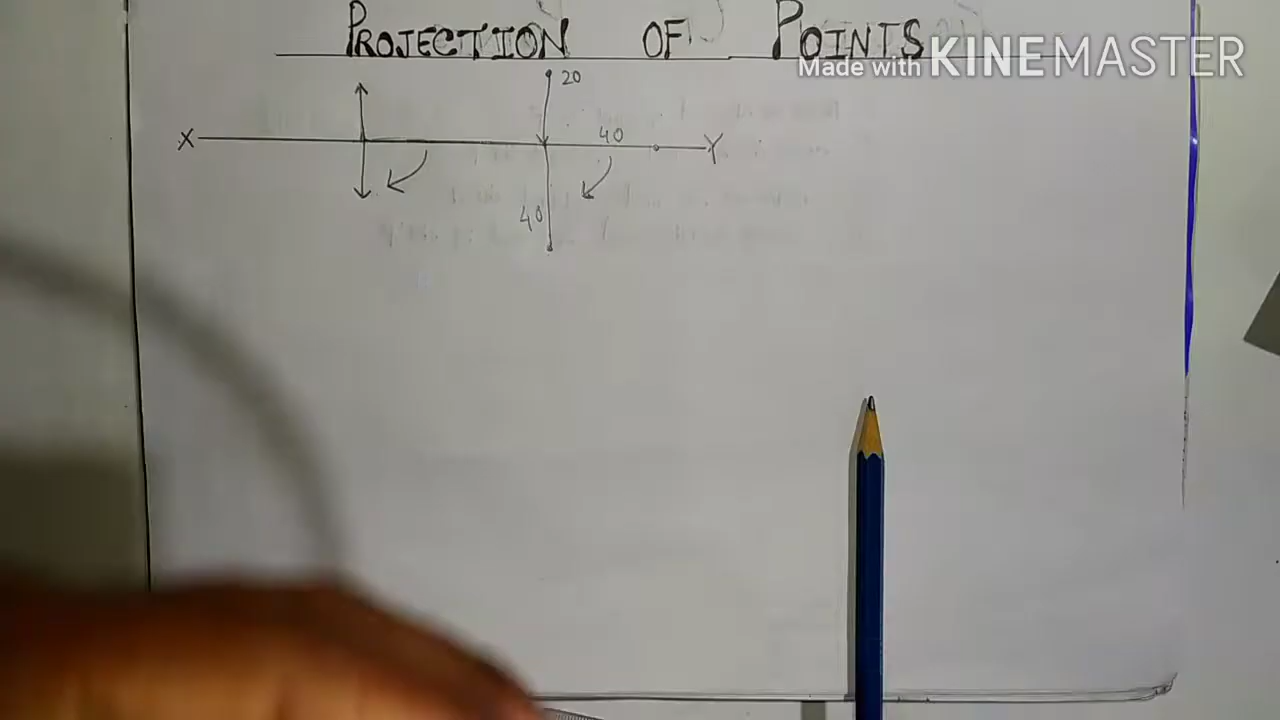 PROJECTION OF POINTS
Made with KINEMASTER
20
X 40 Y
40